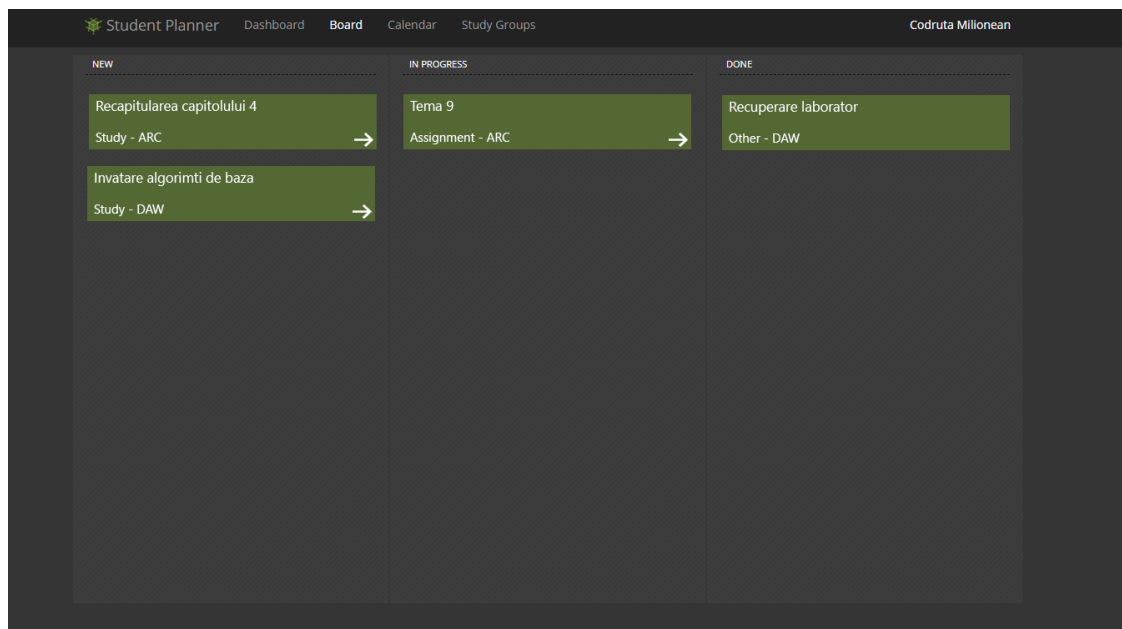 Student Planner Dashboard Board Calendar Study Groups Codruta Milionean
NEW
Recapitularea capitolului 4
Study - ARC
Invatare algorimti de baza
Study - DAW
IN PROGRESS
Tema 9
Assignment - ARC
DONE
Recuperare laborator
Other - DAW